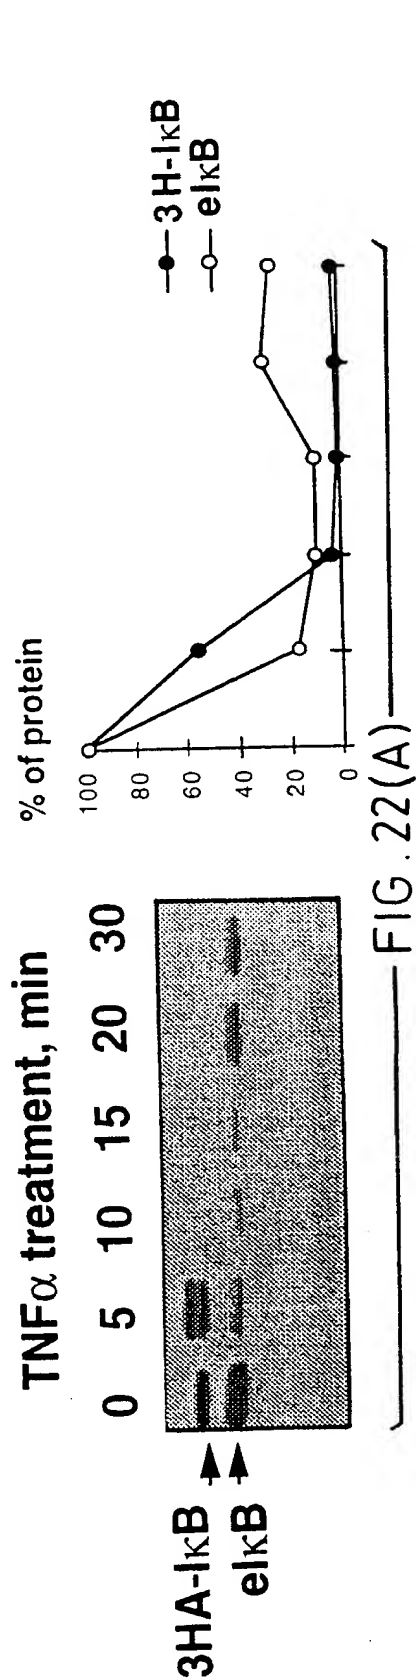 TNFα treatment, min
0 5 10 15 20 30
3HA-IκB
eIκB
% of protein
100
80
60
40
20
0
3H-IκB
eIκB
FIG. 22(A)